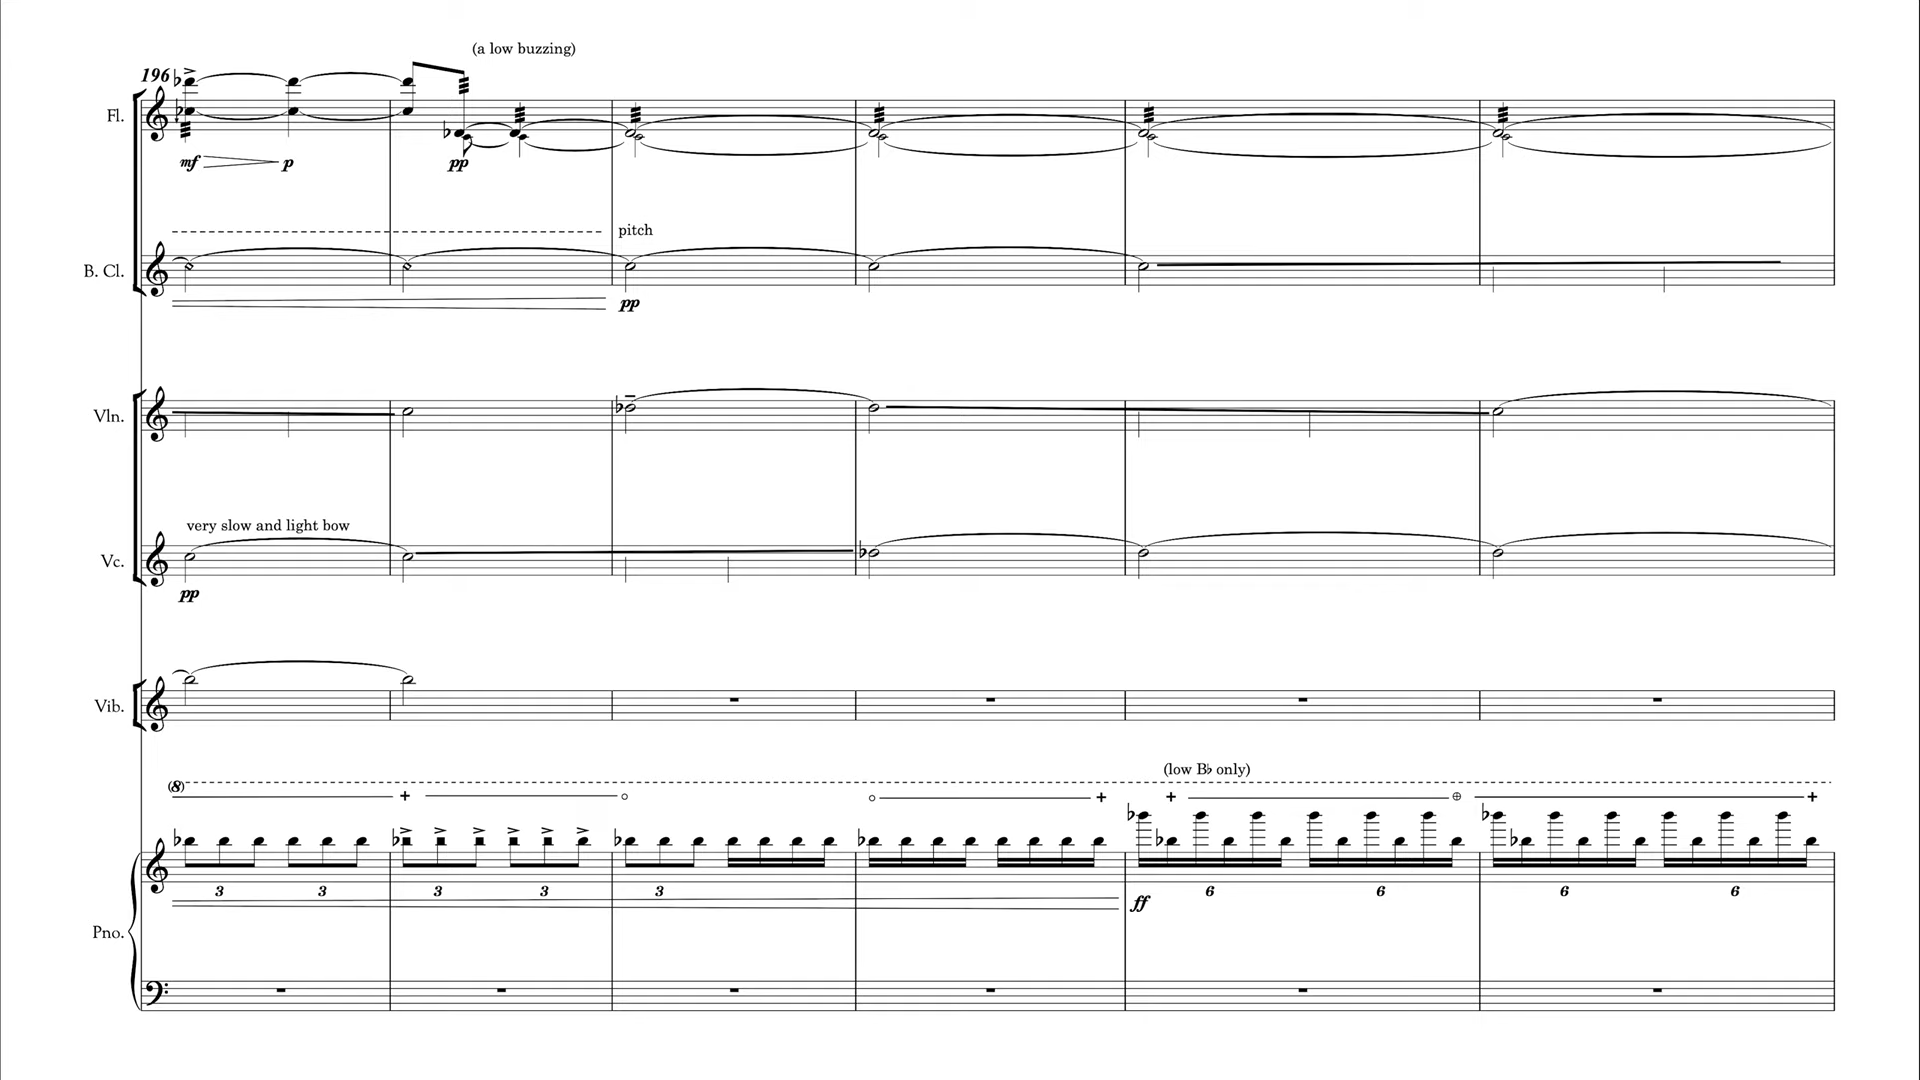 (a low buzzing)
196
Fl.
mf p pp
pitch
B. Cl.
pp
Vln.
very slow and light bow
Vc.
pp
Vib.
(low B♭ only)
(8)
+ + + +
3 3 3 3 3 6 6 6 6
ff
Pno.